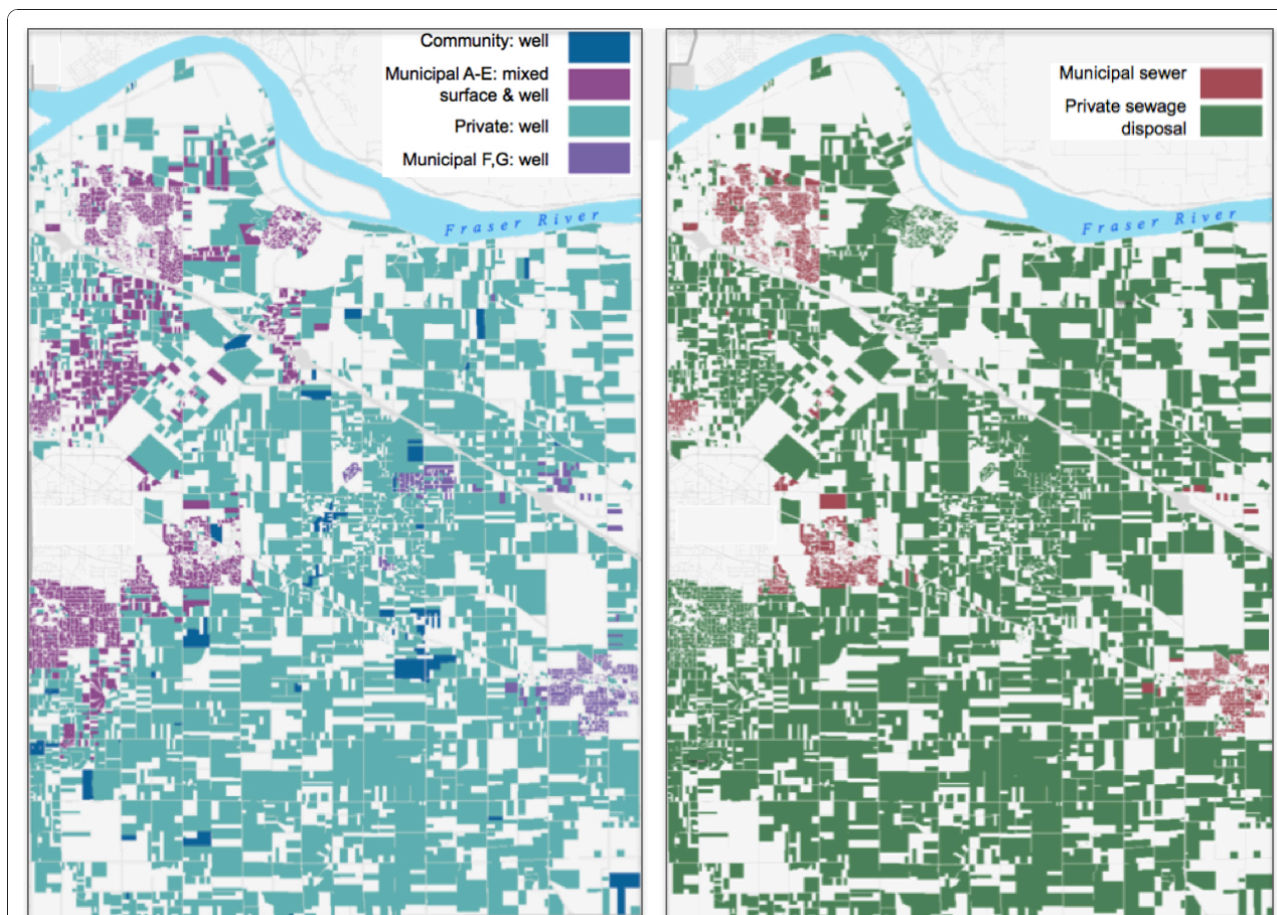 Community: well
Municipal A-E: mixed
surface & well
Private: well
Municipal F,G: well
Fraser River
Municipal sewer
Private sewage
disposal
Fraser River